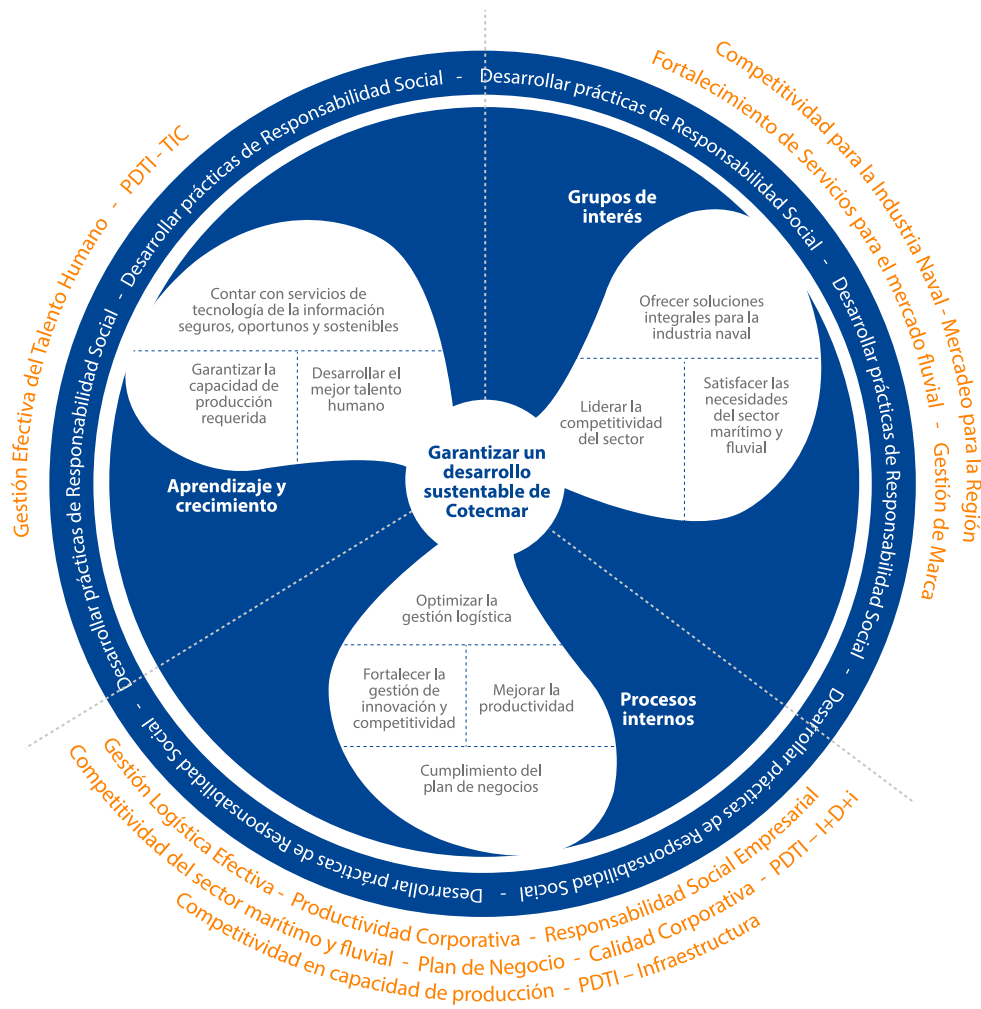 Desarrollar prácticas de Responsabilidad Social - Desarrollar prácticas de Responsabilidad Social - Desarrollar prácticas de Responsabilidad Social - Desarrollar prácticas de Responsabilidad Social - Desarrollar prácticas de Responsabilidad Social - Desarrollar prácticas de Responsabilidad Social - Desarrollar prácticas de Responsabilidad Social - Desarrollar prácticas de Responsabilidad Social -
Gestión Efectiva del Talento Humano - PDTI - TIC
Competitividad para la Industria Naval - Mercadeo para la Región
Fortalecimiento de Servicios para el mercado fluvial - Gestión de Marca
Grupos de
interés
Ofrecer soluciones
integrales para la
industria naval
Liderar la
competitividad
del sector
Satisfacer las
necesidades
del sector
marítimo y
fluvial
Contar con servicios de
tecnología de la información
seguros, oportunos y sostenibles
Garantizar la
capacidad de
producción
requerida
Desarrollar el
mejor talento
humano
Aprendizaje y
crecimiento
Garantizar un
desarrollo
sustentable de
Cotecmar
Optimizar la
gestión logística
Fortalecer la
gestión de
innovación y
competitividad
Mejorar la
productividad
Cumplimiento del
plan de negocios
Procesos
internos
Gestión Logística Efectiva - Productividad Corporativa - Responsabilidad Social Empresarial
Competitividad del sector marítimo y fluvial - Plan de Negocio - Calidad Corporativa - PDTI – I+D+i
Competitividad en capacidad de producción - PDTI – Infraestructura